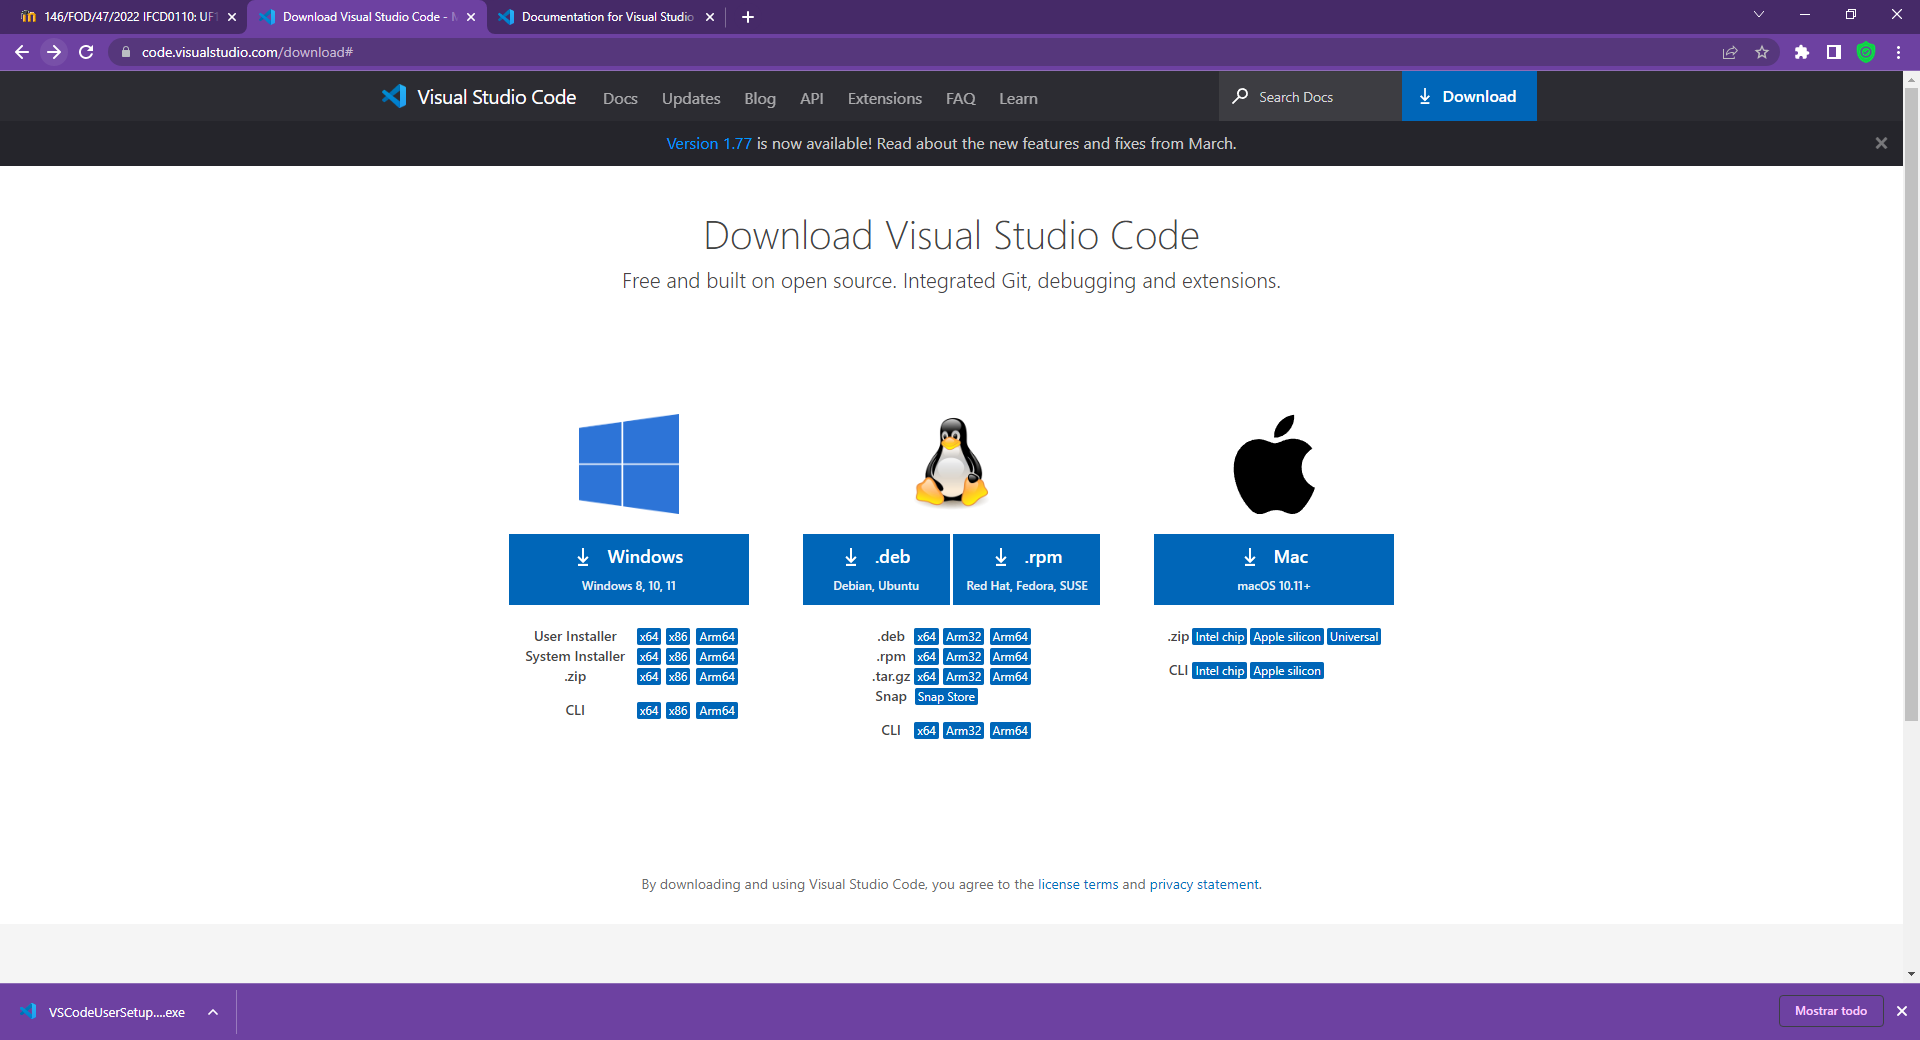 146/FOD/47/2022 IFCD0110: UF1
Download Visual Studio Code - M
Documentation for Visual Studio
code.visualstudio.com/download#
Visual Studio Code
Docs
Updates
Blog
API
Extensions
FAQ
Learn
Search Docs
Download
Version 1.77 is now available! Read about the new features and fixes from March.
Download Visual Studio Code
Free and built on open source. Integrated Git, debugging and extensions.
Windows
Windows 8, 10, 11
User Installer x64 x86 Arm64
System Installer x64 x86 Arm64
.zip x64 x86 Arm64
CLI x64 x86 Arm64
.deb
Debian, Ubuntu
.rpm
Red Hat, Fedora, SUSE
.deb x64 Arm32 Arm64
.rpm x64 Arm32 Arm64
.tar.gz x64 Arm32 Arm64
Snap Snap Store
CLI x64 Arm32 Arm64
Mac
macOS 10.11+
.zip Intel chip Apple silicon Universal
CLI Intel chip Apple silicon
By downloading and using Visual Studio Code, you agree to the license terms and privacy statement.
VSCodeUserSetup....exe
Mostrar todo